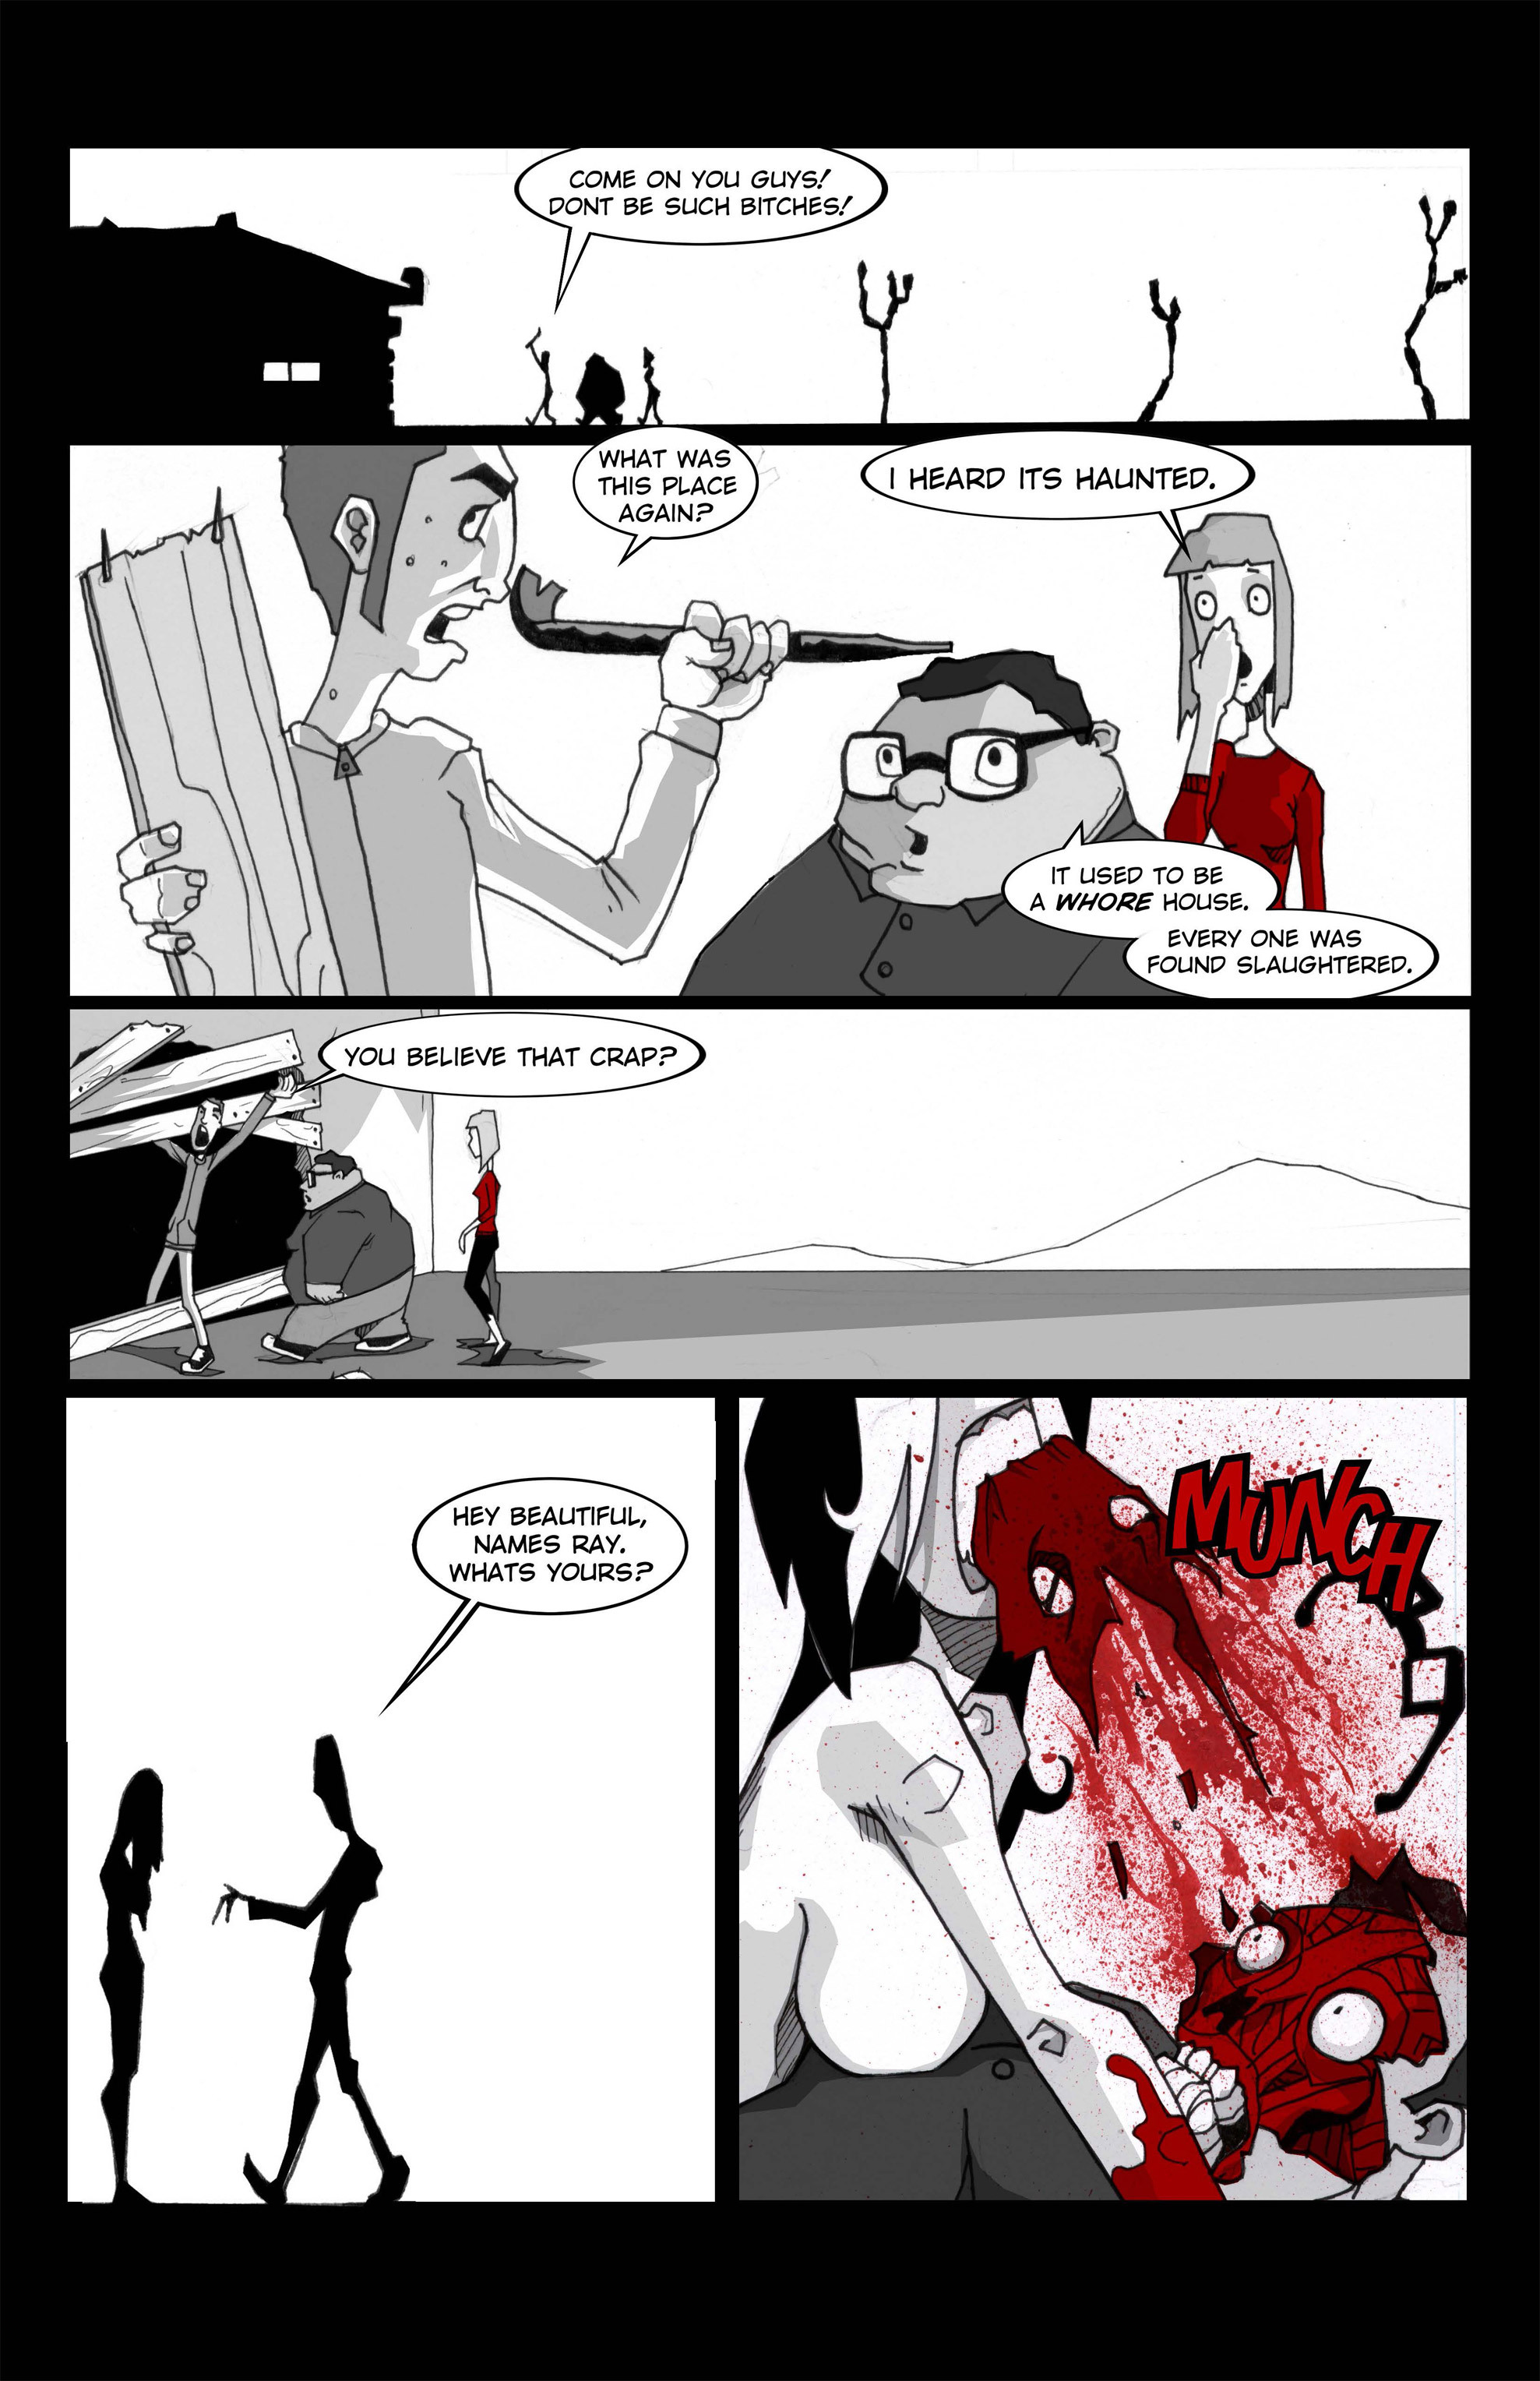 COME ON YOU GUYS!
DONT BE SUCH BITCHES!
WHAT WAS
THIS PLACE
AGAIN?
I HEARD ITS HAUNTED.
IT USED TO BE
A WHORE HOUSE.
EVERY ONE WAS
FOUND SLAUGHTERED.
YOU BELIEVE THAT CRAP?
HEY BEAUTIFUL,
NAMES RAY.
WHATS YOURS?
MUNCH